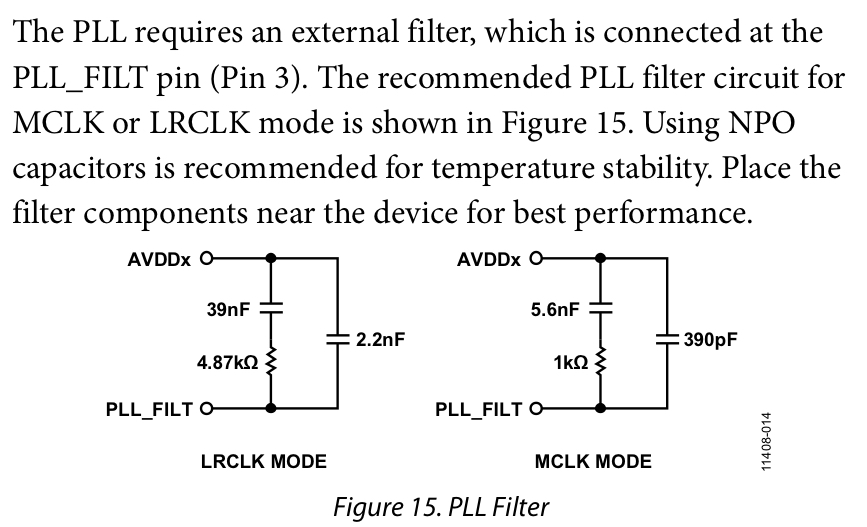 The PLL requires an external filter, which is connected at the
PLL_FILT pin (Pin 3). The recommended PLL filter circuit for
MCLK or LRCLK mode is shown in Figure 15. Using NPO
capacitors is recommended for temperature stability. Place the
filter components near the device for best performance.
AVDDx
39nF
2.2nF
4.87kΩ
PLL_FILT
LRCLK MODE
AVDDx
5.6nF
390pF
1kΩ
PLL_FILT
MCLK MODE
11408-014
Figure 15. PLL Filter